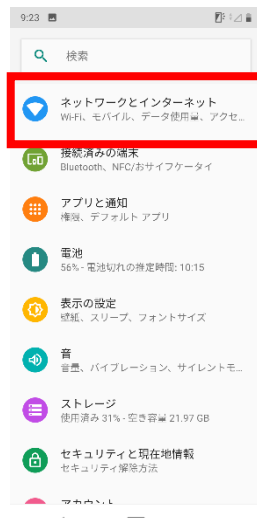 9:23
検索
ネットワークとインターネット
Wi-Fi、モバイル、データ使用量、アクセ...
接続済みの端末
Bluetooth、NFC/おサイフケータイ
アプリと通知
権限、デフォルト アプリ
電池
56% - 電池切れの推定時間: 10:15
表示の設定
壁紙、スリープ、フォントサイズ
音
音量、バイブレーション、サイレントモ...
ストレージ
使用済み 31% - 空き容量 21.97 GB
セキュリティと現在地情報
セキュリティ解除方法
アカウント